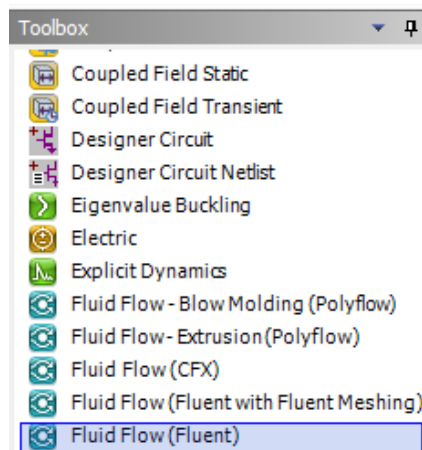 Toolbox
Coupled Field Static
Coupled Field Transient
Designer Circuit
Designer Circuit Netlist
Eigenvalue Buckling
Electric
Explicit Dynamics
Fluid Flow - Blow Molding (Polyflow)
Fluid Flow- Extrusion (Polyflow)
Fluid Flow (CFX)
Fluid Flow (Fluent with Fluent Meshing)
Fluid Flow (Fluent)